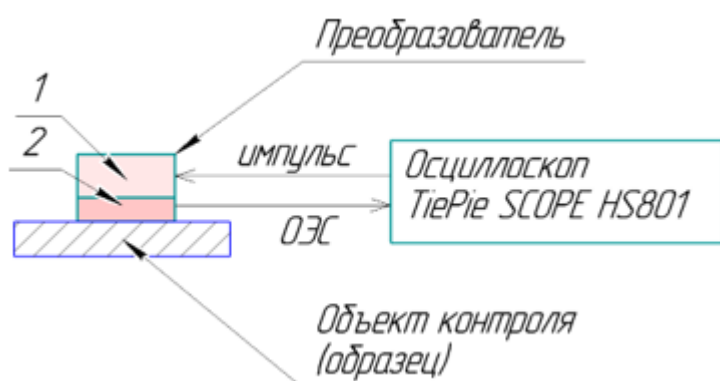 Преобразователь
1
2
импульс
Осциллоскоп
TiePie SCOPE HS801
ОЭС
Объект контроля
(образец)